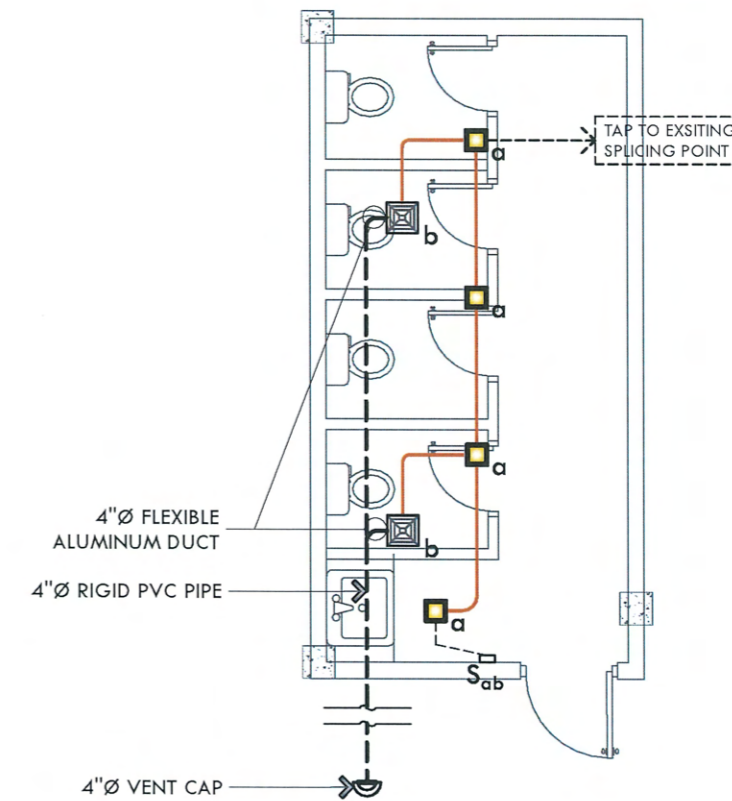 a
TAP TO EXSITING
SPLICING POINT
b
a
a
4"Ø FLEXIBLE
ALUMINUM DUCT
b
4"Ø RIGID PVC PIPE
a
Sab
4"Ø VENT CAP